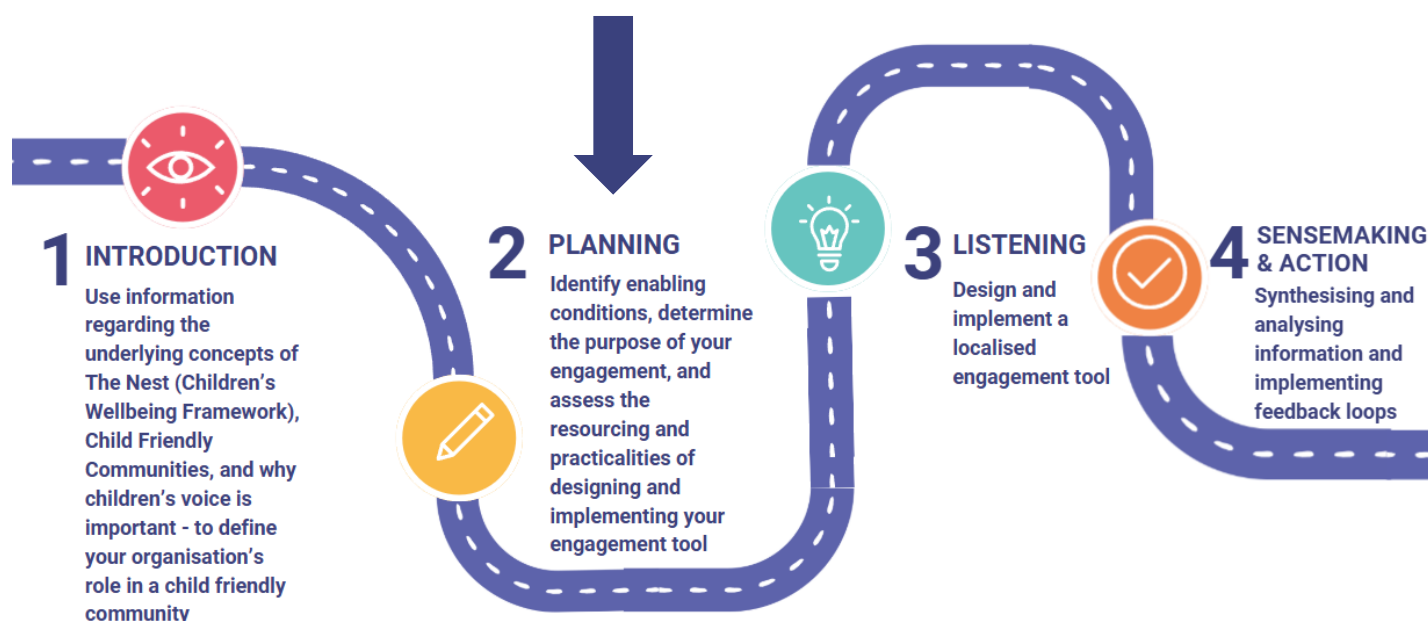 1 INTRODUCTION
Use information
regarding the
underlying concepts of
The Nest (Children's
Wellbeing Framework),
Child Friendly
Communities, and why
children's voice is
important - to define
your organisation's
role in a child friendly
community
2 PLANNING
Identify enabling
conditions, determine
the purpose of your
engagement, and
assess the
resourcing and
practicalities of
designing and
implementing your
engagement tool
3 LISTENING
Design and
implement a
localised
engagement tool
4 SENSEMAKING
& ACTION
Synthesising and
analysing
information and
implementing
feedback loops